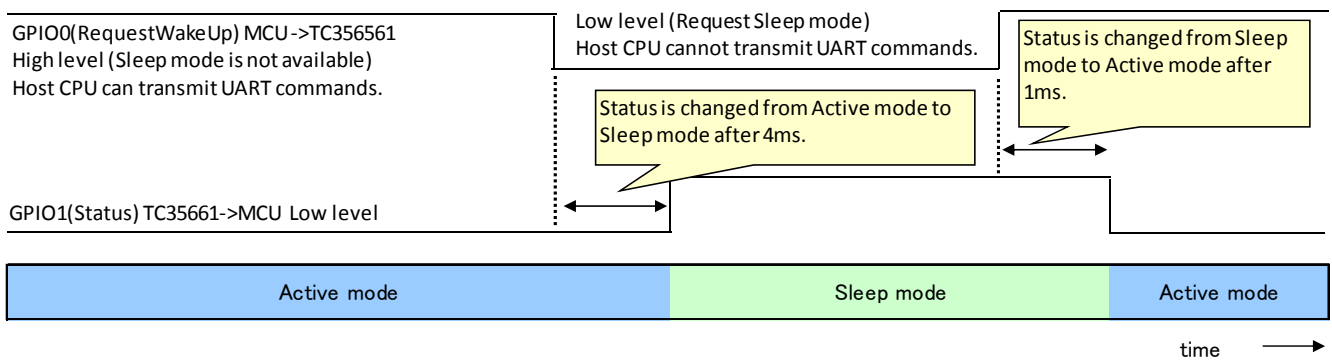 GPIO0(RequestWakeUp) MCU->TC356561
High level (Sleep mode is not available)
Host CPU can transmit UART commands.
Low level (Request Sleep mode)
Host CPU cannot transmit UART commands.
Status is changed from Sleep
mode to Active mode after
1ms.
Status is changed from Active mode to
Sleep mode after 4ms.
GPIO1(Status) TC35661->MCU Low level
Active mode
Sleep mode
Active mode
time